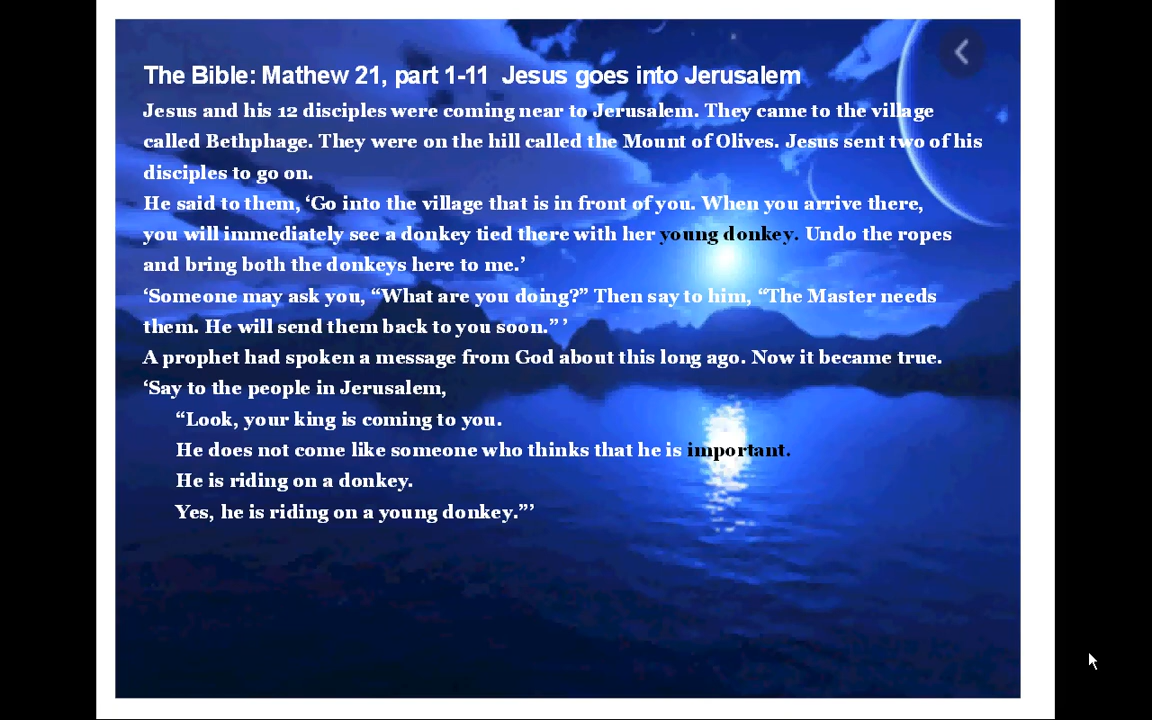 The Bible: Mathew 21, part 1-11  Jesus goes into Jerusalem
Jesus and his 12 disciples were coming near to Jerusalem. They came to the village
called Bethphage. They were on the hill called the Mount of Olives. Jesus sent two of his
disciples to go on.
He said to them, ‘Go into the village that is in front of you. When you arrive there,
you will immediately see a donkey tied there with her young donkey. Undo the ropes
and bring both the donkeys here to me.’
‘Someone may ask you, “What are you doing?” Then say to him, “The Master needs
them. He will send them back to you soon.” ’
A prophet had spoken a message from God about this long ago. Now it became true.
‘Say to the people in Jerusalem,
“Look, your king is coming to you.
He does not come like someone who thinks that he is important.
He is riding on a donkey.
Yes, he is riding on a young donkey.”’